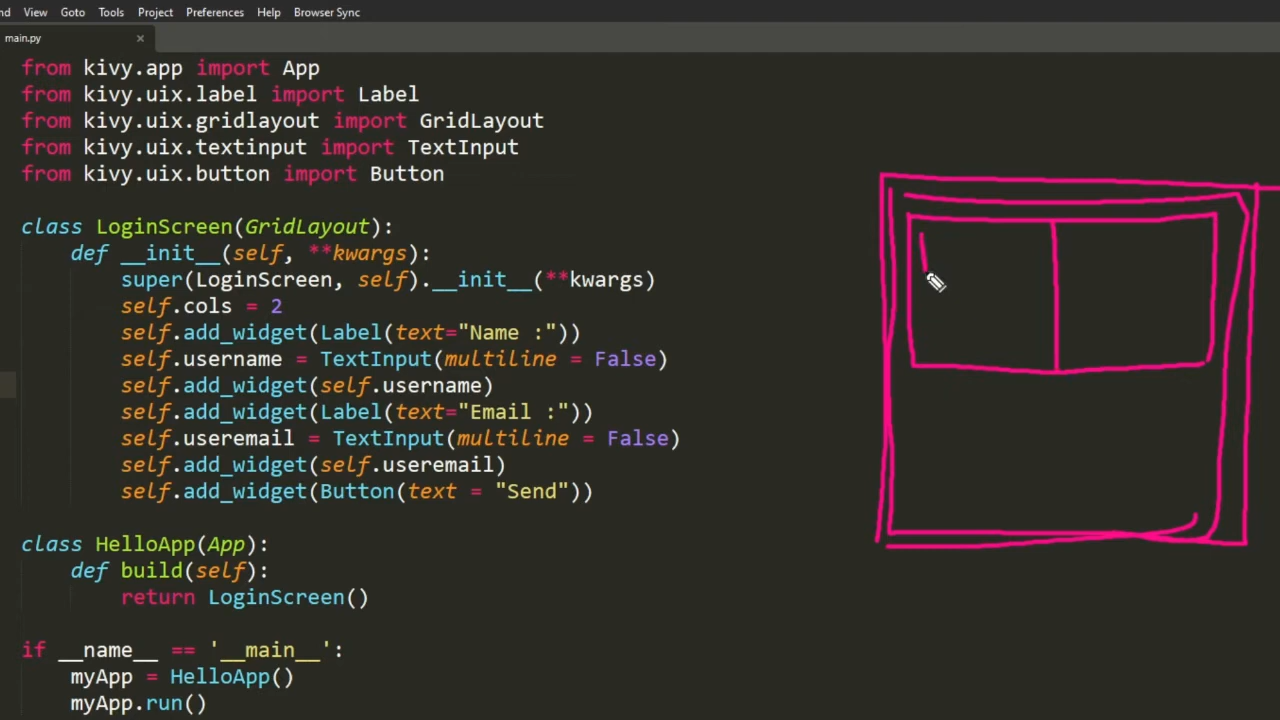 nd View Goto Tools Project Preferences Help Browser Sync
main.py ×
from kivy.app import App
from kivy.uix.label import Label
from kivy.uix.gridlayout import GridLayout
from kivy.uix.textinput import TextInput
from kivy.uix.button import Button
class LoginScreen(GridLayout):
def __init__(self, **kwargs):
super(LoginScreen, self).__init__(**kwargs)
self.cols = 2
self.add_widget(Label(text="Name :"))
self.username = TextInput(multiline = False)
self.add_widget(self.username)
self.add_widget(Label(text="Email :"))
self.useremail = TextInput(multiline = False)
self.add_widget(self.useremail)
self.add_widget(Button(text = "Send"))
class HelloApp(App):
def build(self):
return LoginScreen()
if __name__ == '__main__':
myApp = HelloApp()
myApp.run()